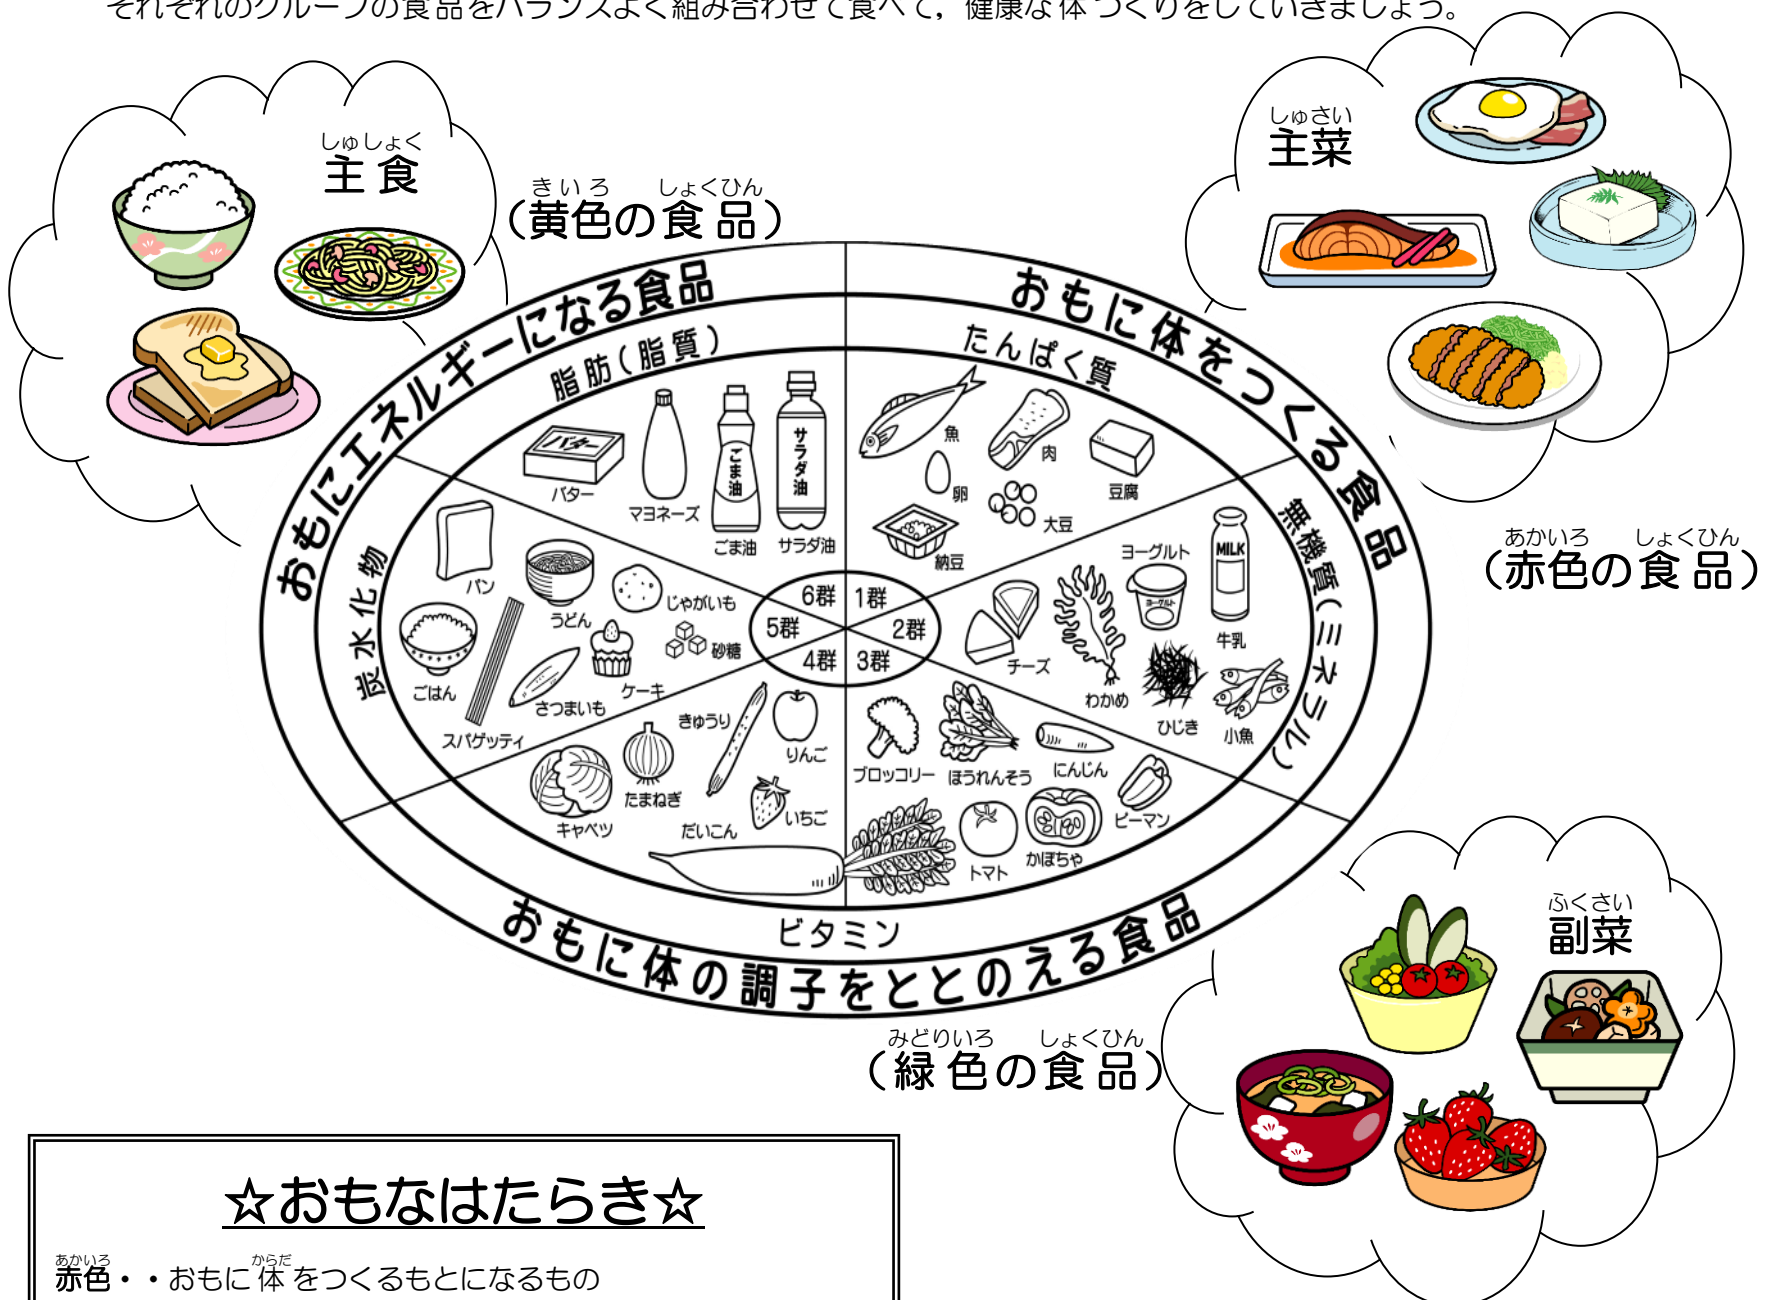 それぞれのグループの食品をバランスよく組み合わせて食べて，健康な体づくりをしていきましょう。
しゅしょく
主食
きいろ しょくひん
（黄色の食品）
しゅさい
主菜
あかいろ しょくひん
（赤色の食品）
おもにエネルギーになる食品
おもに体をつくる食品
脂肪（脂質）
たんぱく質
炭水化物
無機質（ミネラル）
バター
バター
マヨネーズ
ごま油
ごま油
サラダ油
サラダ油
魚
肉
卵
豆腐
大豆
納豆
パン
うどん
じゃがいも
ごはん
砂糖
ケーキ
さつまいも
スパゲッティ
6群
1群
5群
2群
4群
3群
ヨーグルト
ヨーグルト
MILK
牛乳
チーズ
わかめ
ひじき
小魚
きゅうり
りんご
たまねぎ
キャベツ
だいこん
いちご
ブロッコリー
ほうれんそう
にんじん
トマト
かぼちゃ
ピーマン
ビタミン
おもに体の調子をととのえる食品
みどりいろ しょくひん
（緑色の食品）
ふくさい
副菜
☆おもなはたらき☆
あかいろ からだ
赤色・・おもに体をつくるもとになるもの